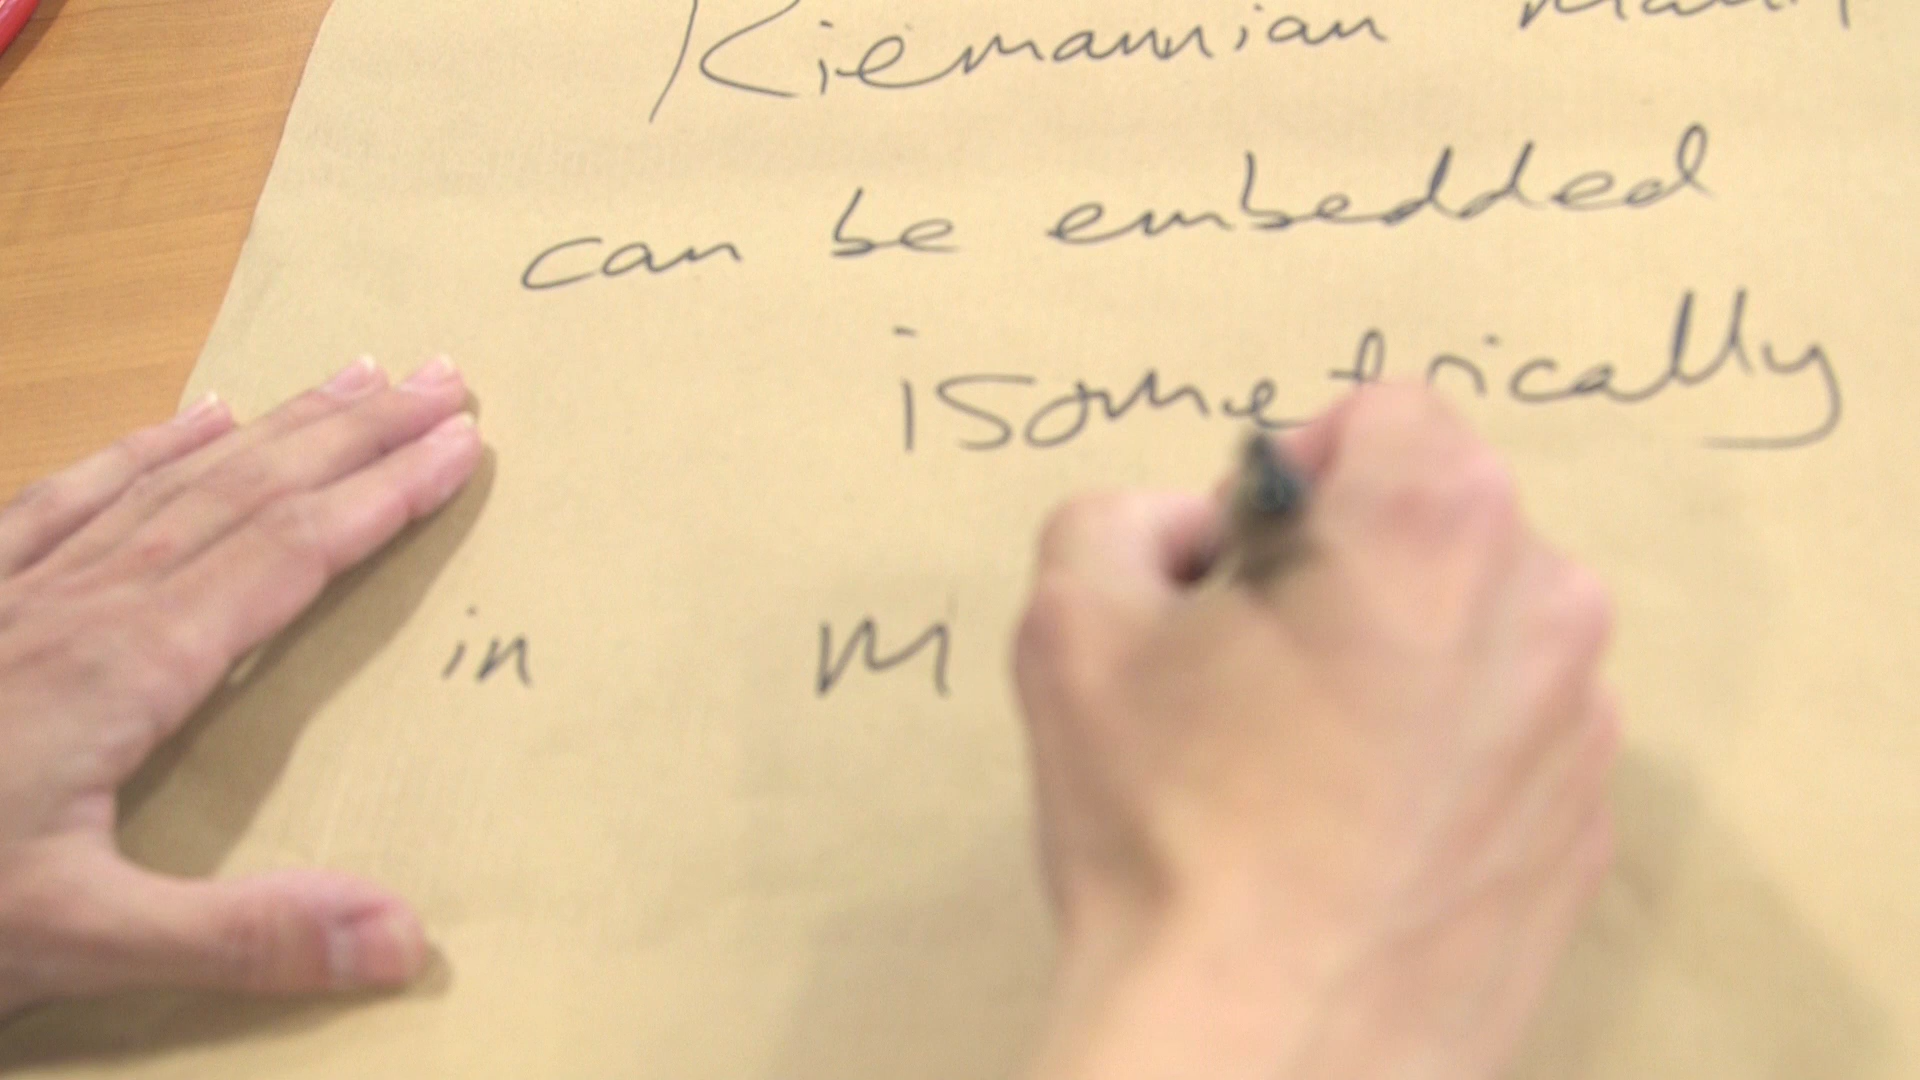 Riemannian
can be embedded
isometrically
in M